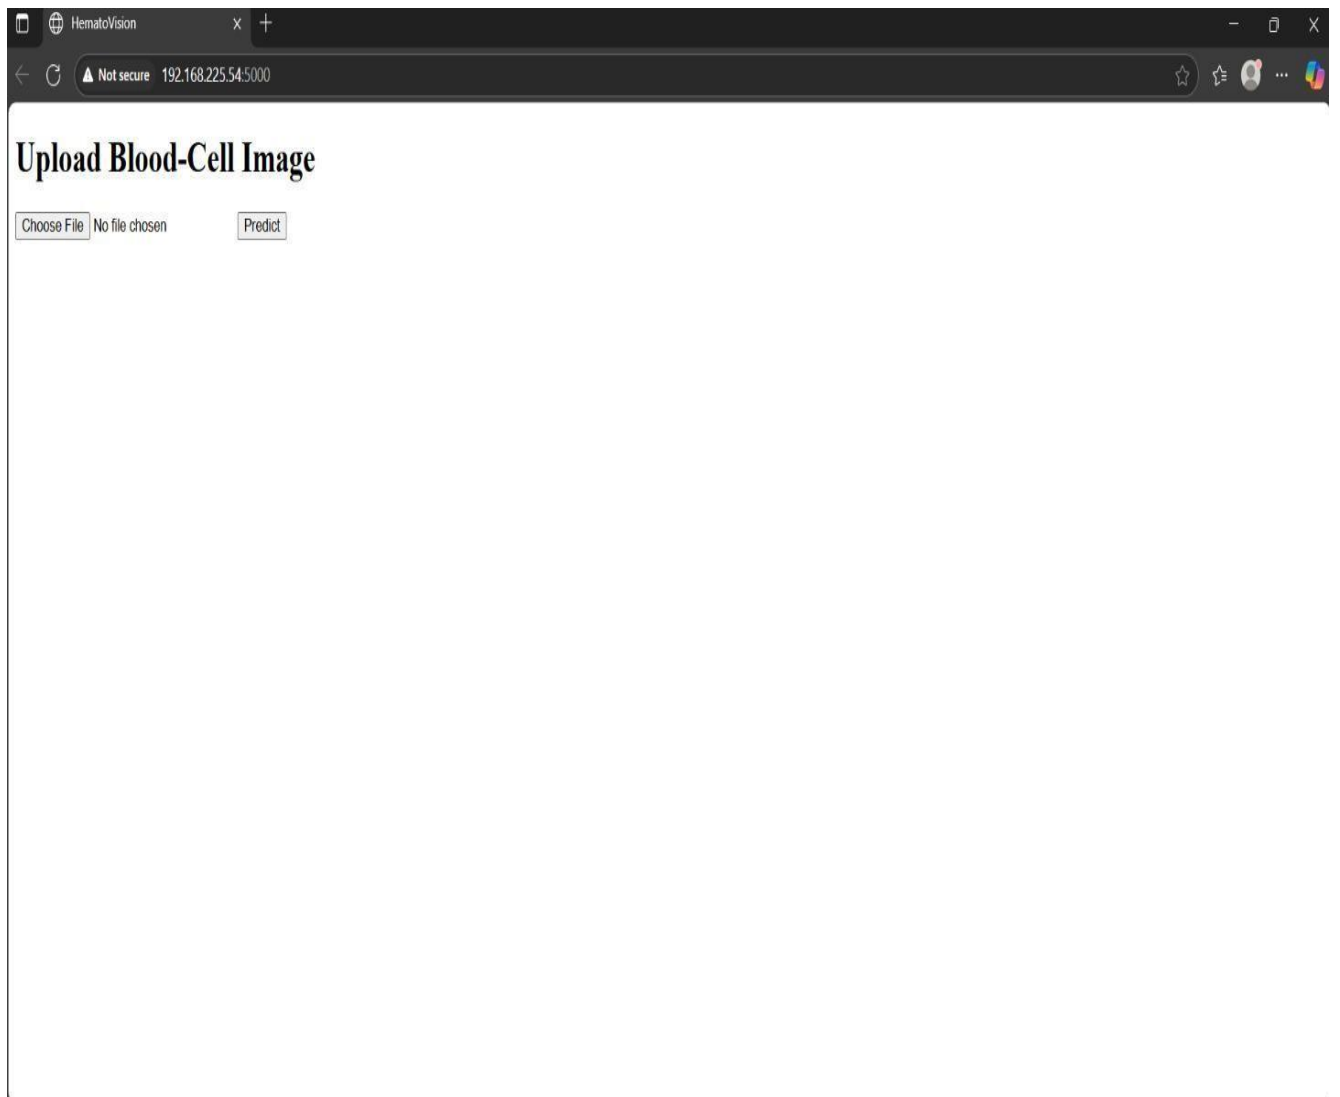 HematoVision
Not secure 192.168.225.54:5000
Upload Blood-Cell Image
Choose File No file chosen Predict